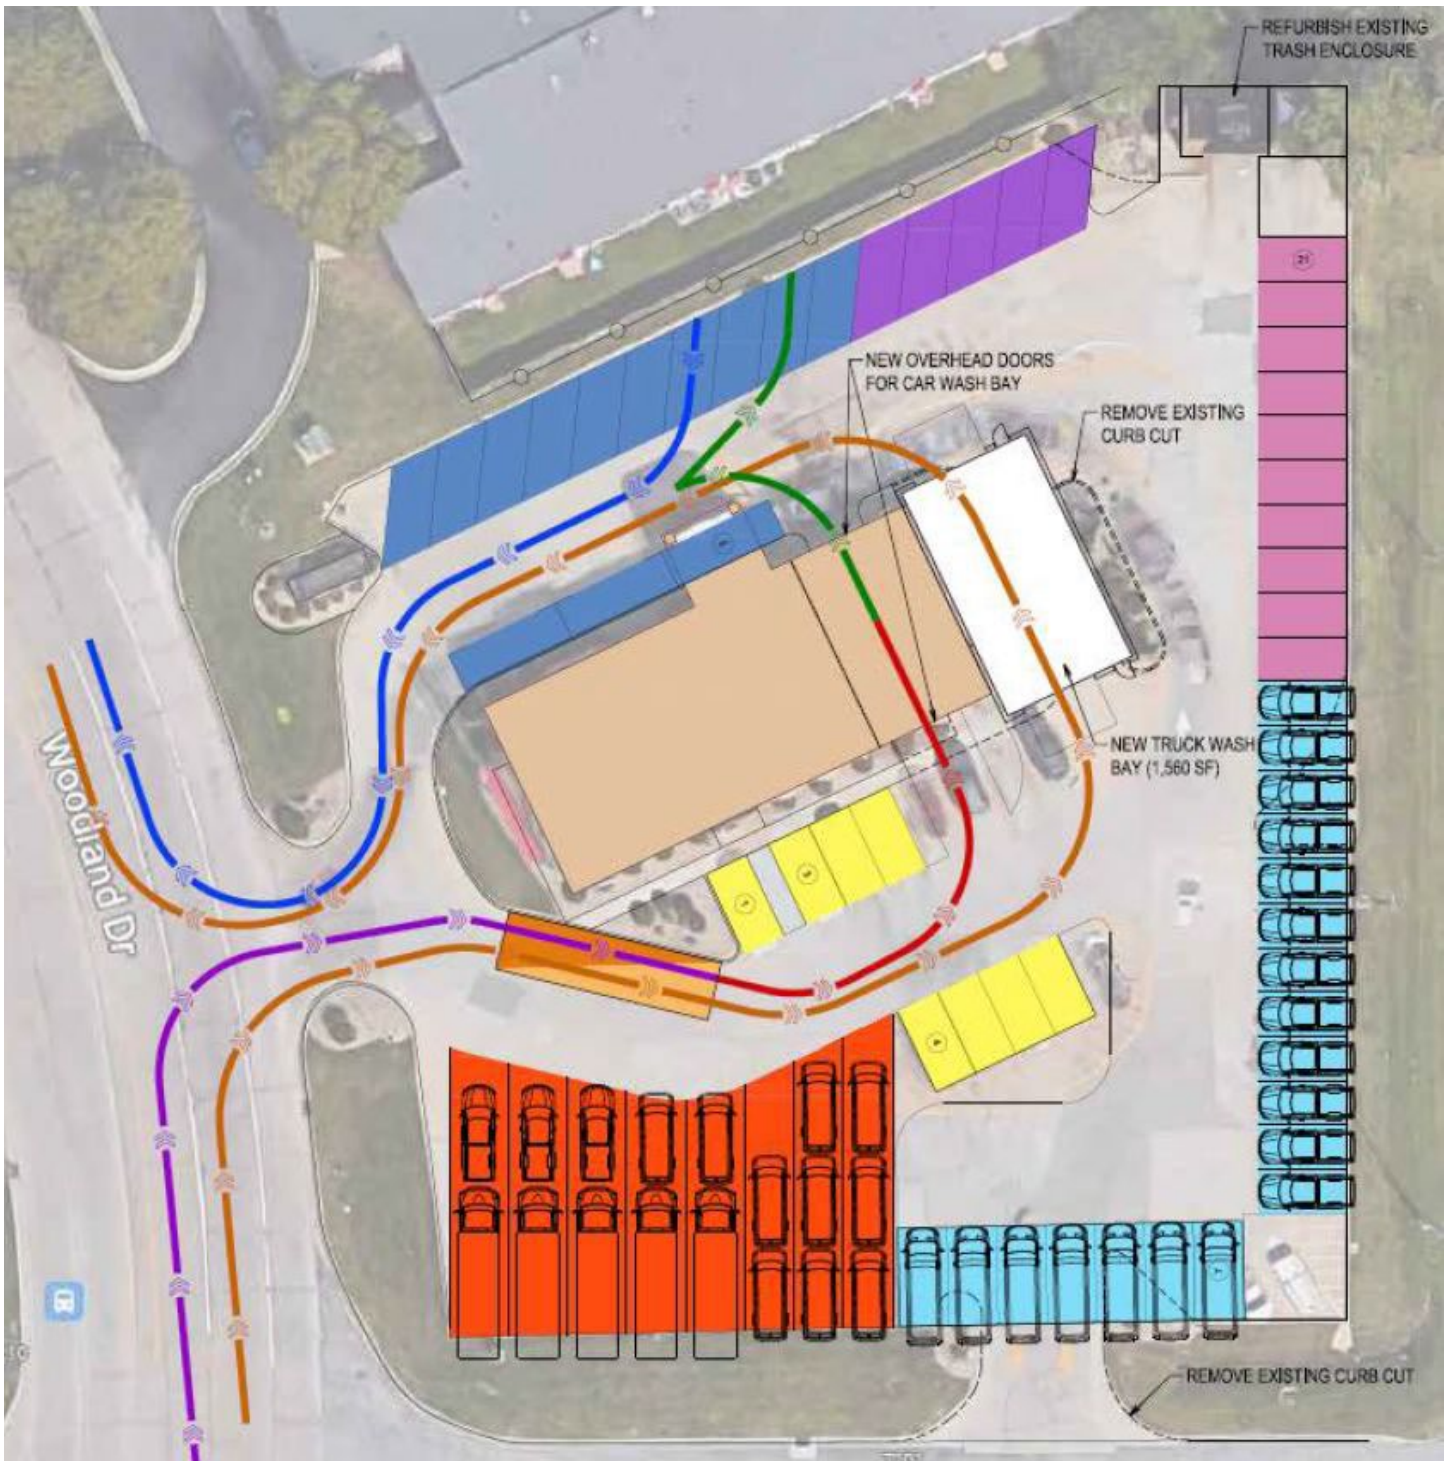 REFURBISH EXISTING
TRASH ENCLOSURE
21
NEW OVERHEAD DOORS
FOR CAR WASH BAY
REMOVE EXISTING
CURB CUT
NEW TRUCK WASH
BAY (1,560 SF)
Woodland Dr
REMOVE EXISTING CURB CUT